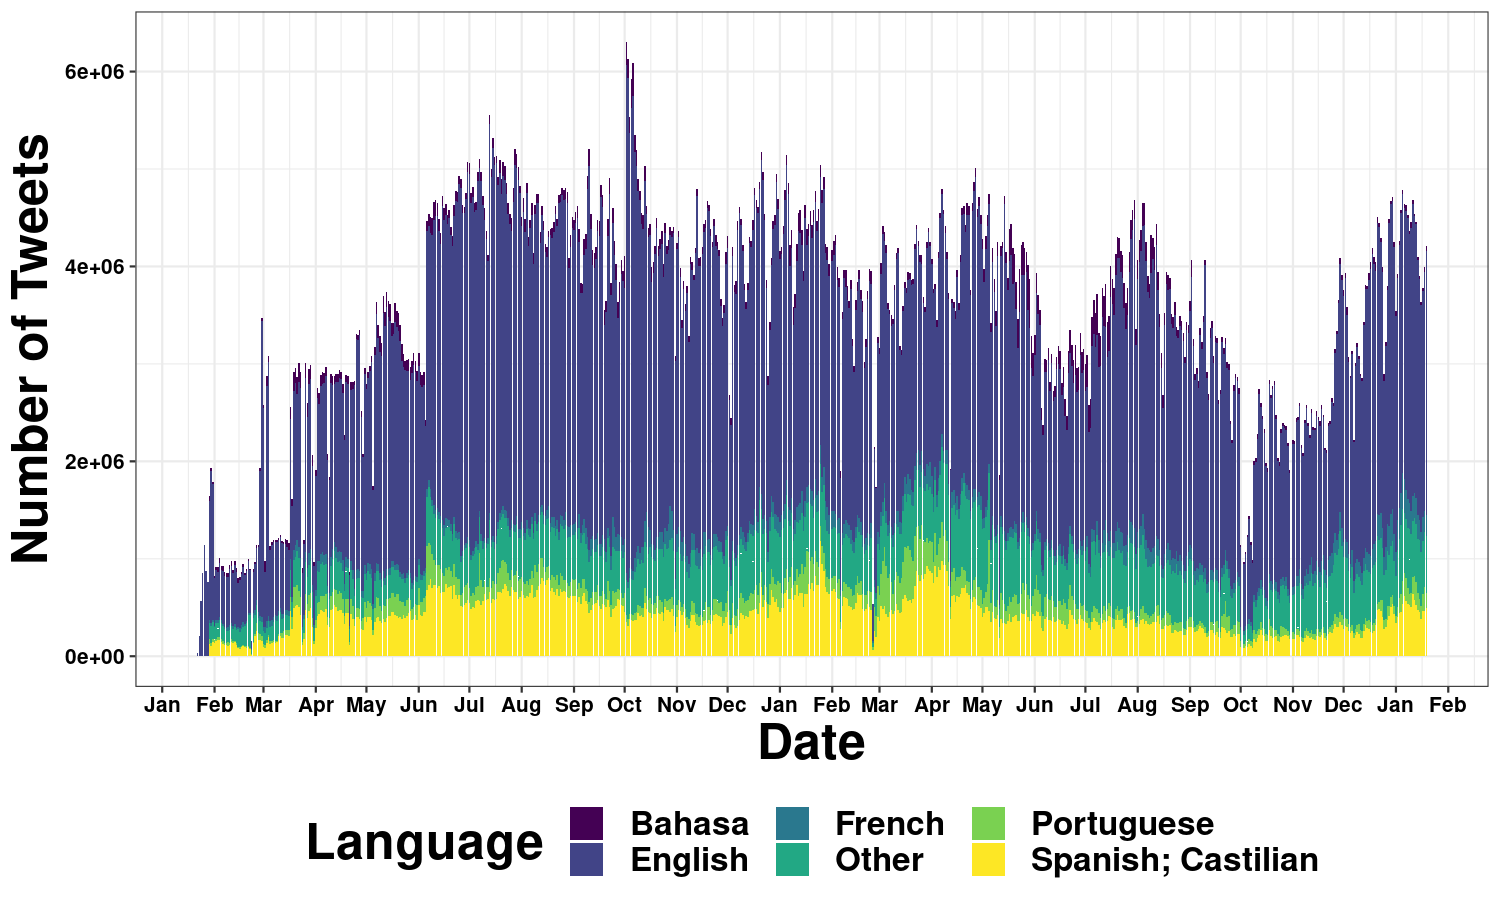 Number of Tweets
6e+06
4e+06
2e+06
0e+00
Jan Feb Mar Apr May Jun Jul Aug Sep Oct Nov Dec Jan Feb Mar Apr May Jun Jul Aug Sep Oct Nov Dec Jan Feb
Date
Language
Bahasa French Portuguese
English Other Spanish; Castilian